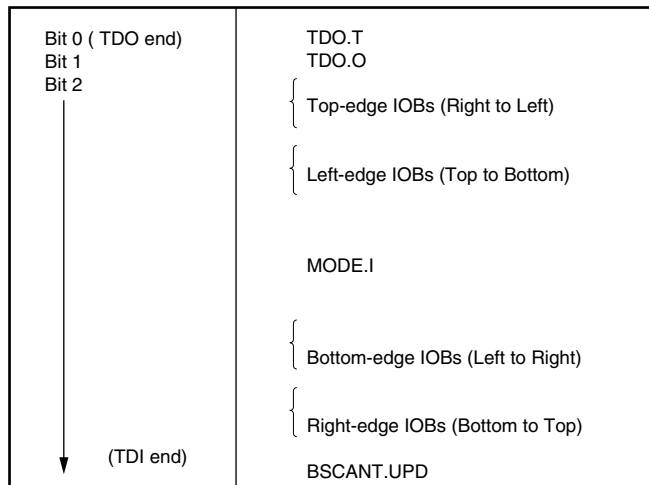 Bit 0 ( TDO end) TDO.T
Bit 1 TDO.O
Bit 2
Top-edge IOBs (Right to Left)
Left-edge IOBs (Top to Bottom)
MODE.I
Bottom-edge IOBs (Left to Right)
Right-edge IOBs (Bottom to Top)
(TDI end)
BSCANT.UPD